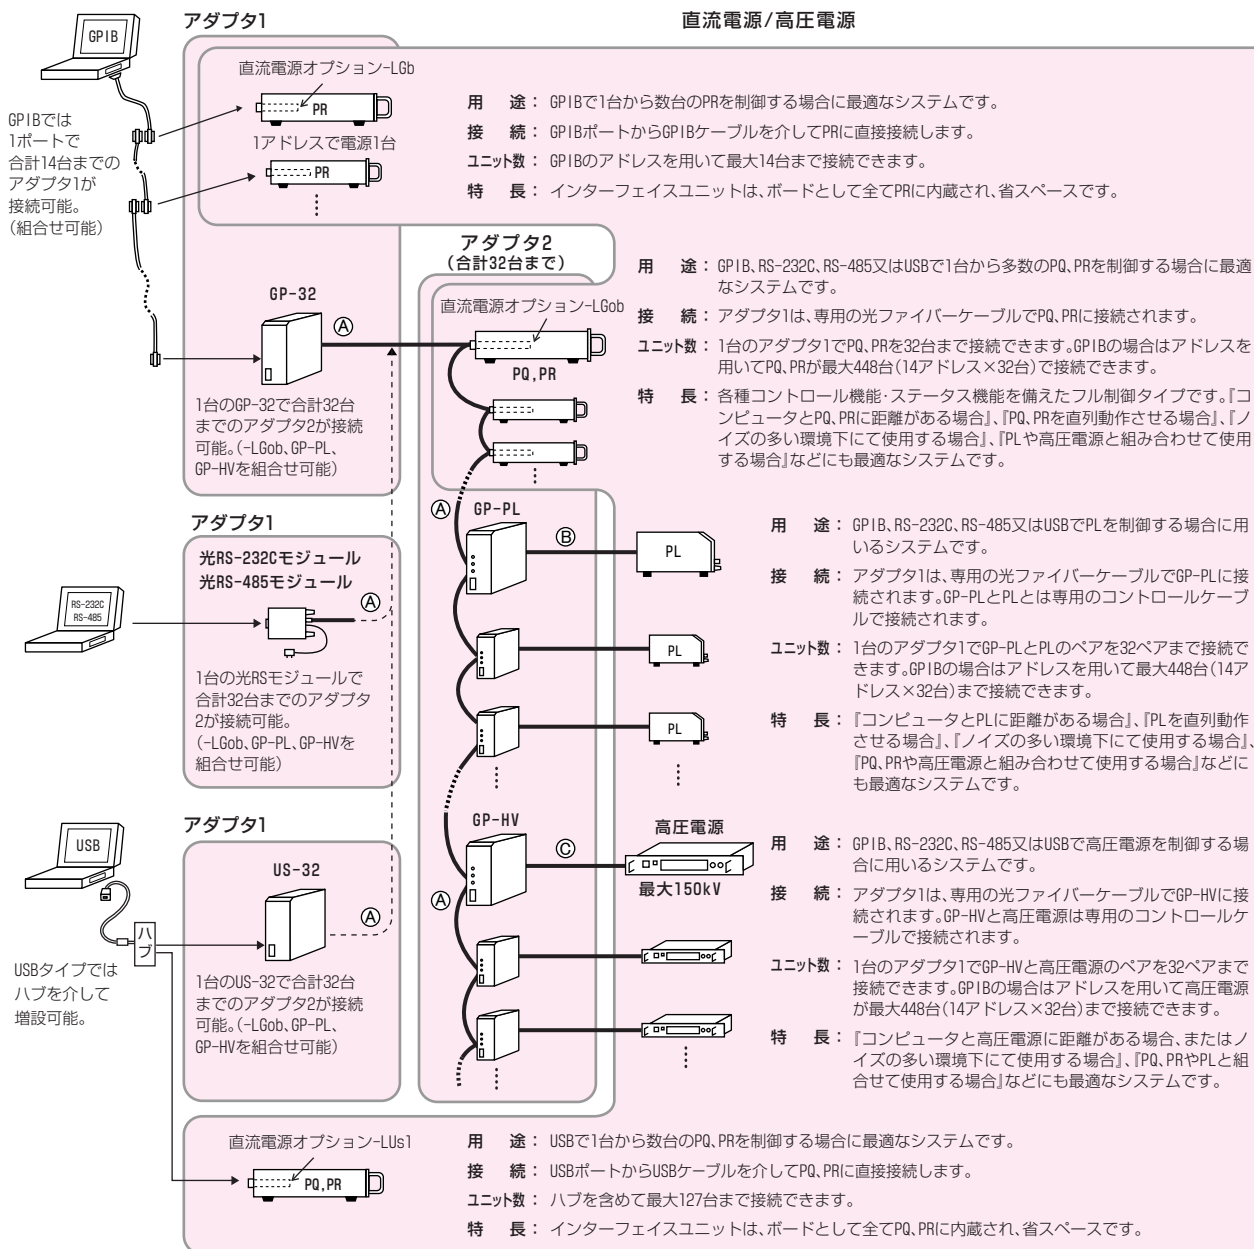 アダプタ1
直流電源/高圧電源
GPIB
GPIBでは
1ポートで
合計14台までの
アダプタ1が
接続可能。
(組合せ可能)
直流電源オプション-LGb
PR
1アドレスで電源1台
PR
用　途： GPIBで1台から数台のPRを制御する場合に最適なシステムです。
接　続： GPIBポートからGPIBケーブルを介してPRに直接接続します。
ユニット数： GPIBのアドレスを用いて最大14台まで接続できます。
特　長： インターフェイスユニットは、ボードとして全てPRに内蔵され、省スペースです。
アダプタ2
(合計32台まで)
GP-32
Ⓐ
1台のGP-32で合計32台
までのアダプタ2が接続
可能。(-LGob、GP-PL、
GP-HVを組合せ可能)
直流電源オプション-LGob
PQ,PR
用　途： GPIB、RS-232C、RS-485又はUSBで1台から多数のPQ、PRを制御する場合に最適
なシステムです。
接　続： アダプタ1は、専用の光ファイバーケーブルでPQ、PRに接続されます。
ユニット数： 1台のアダプタ1でPQ、PRを32台まで接続できます。GPIBの場合はアドレスを
用いてPQ、PRが最大448台(14アドレス×32台)で接続できます。
特　長： 各種コントロール機能・ステータス機能を備えたフル制御タイプです。『コ
ンピュータとPQ、PRに距離がある場合』、『PQ、PRを直列動作させる場合』、『ノ
イズの多い環境下にて使用する場合』、『PLや高圧電源と組み合わせて使用
する場合』などにも最適なシステムです。
アダプタ1
光RS-232Cモジュール
光RS-485モジュール
RS-232C
RS-485
Ⓐ
1台の光RSモジュールで
合計32台までのアダプタ
2が接続可能。
(-LGob、GP-PL、GP-HVを
組合せ可能)
Ⓐ
GP-PL
Ⓑ
PL
PL
PL
用　途： GPIB、RS-232C、RS-485又はUSBでPLを制御する場合に用
いるシステムです。
接　続： アダプタ1は、専用の光ファイバーケーブルでGP-PLに接
続されます。GP-PLとPLとは専用のコントロールケーブ
ルで接続されます。
ユニット数： 1台のアダプタ1でGP-PLとPLのペアを32ペアまで接続で
きます。GPIBの場合はアドレスを用いて最大448台(14ア
ドレス×32台)まで接続できます。
特　長： 『コンピュータとPLに距離がある場合』、『PLを直列動作
させる場合』、『ノイズの多い環境下にて使用する場合』、
『PQ、PRや高圧電源と組み合わせて使用する場合』などに
も最適なシステムです。
アダプタ1
USB
ハブ
USBタイプでは
ハブを介して
増設可能。
US-32
Ⓐ
1台のUS-32で合計32台
までのアダプタ2が接続
可能。(-LGob、GP-PL、
GP-HVを組合せ可能)
GP-HV
Ⓐ
Ⓒ
高圧電源
最大150kV
用　途： GPIB、RS-232C、RS-485又はUSBで高圧電源を制御する場
合に用いるシステムです。
接　続： アダプタ1は、専用の光ファイバーケーブルでGP-HVに接
続されます。GP-HVと高圧電源は専用のコントロールケ
ーブルで接続されます。
ユニット数： 1台のアダプタ1でGP-HVと高圧電源のペアを32ペアまで
接続できます。GPIBの場合はアドレスを用いて高圧電源
が最大448台(14アドレス×32台)まで接続できます。
特　長： 『コンピュータと高圧電源に距離がある場合、またはノ
イズの多い環境下にて使用する場合』、『PQ、PRやPLと組
合せて使用する場合』などにも最適なシステムです。
直流電源オプション-LUs1
PQ,PR
用　途： USBで1台から数台のPQ、PRを制御する場合に最適なシステムです。
接　続： USBポートからUSBケーブルを介してPQ、PRに直接接続します。
ユニット数： ハブを含めて最大127台まで接続できます。
特　長： インターフェイスユニットは、ボードとして全てPQ、PRに内蔵され、省スペースです。